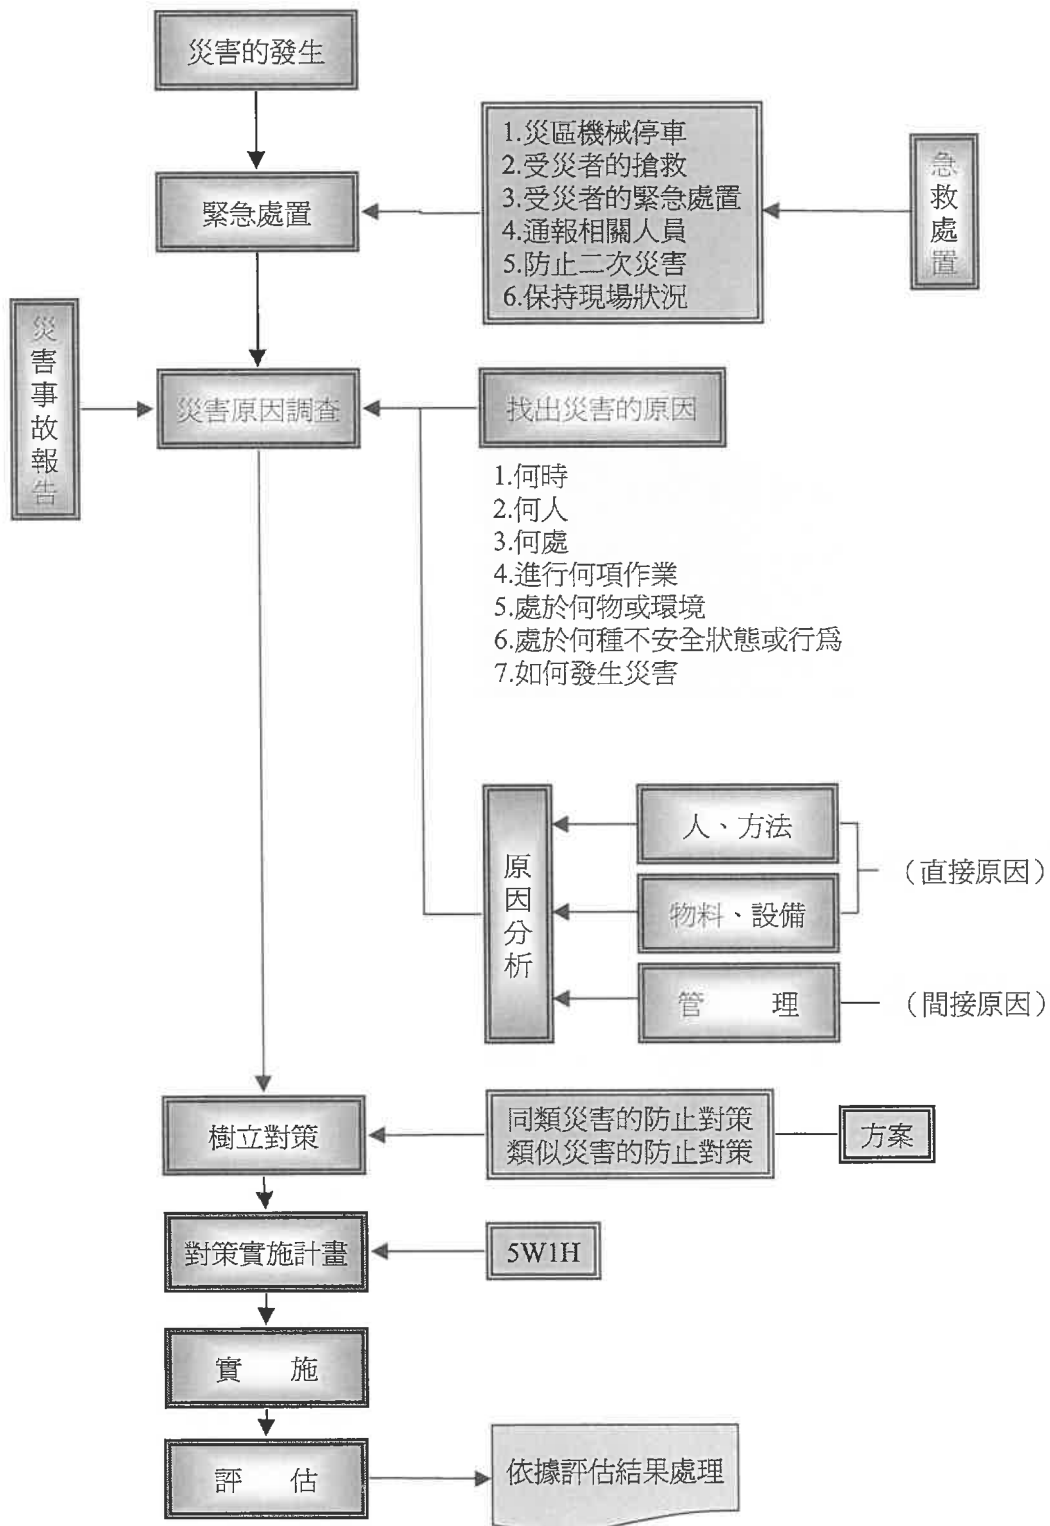 災害的發生
1.災區機械停車
2.受災者的搶救
3.受災者的緊急處置
4.通報相關人員
5.防止二次災害
6.保持現場狀況
急救處置
緊急處置
災害事故報告
災害原因調查
找出災害的原因
1.何時
2.何人
3.何處
4.進行何項作業
5.處於何物或環境
6.處於何種不安全狀態或行為
7.如何發生災害
原因分析
人、方法
(直接原因)
物料、設備
管 理
(間接原因)
樹立對策
同類災害的防止對策
類似災害的防止對策
方案
對策實施計畫
5W1H
實 施
評 估
依據評估結果處理